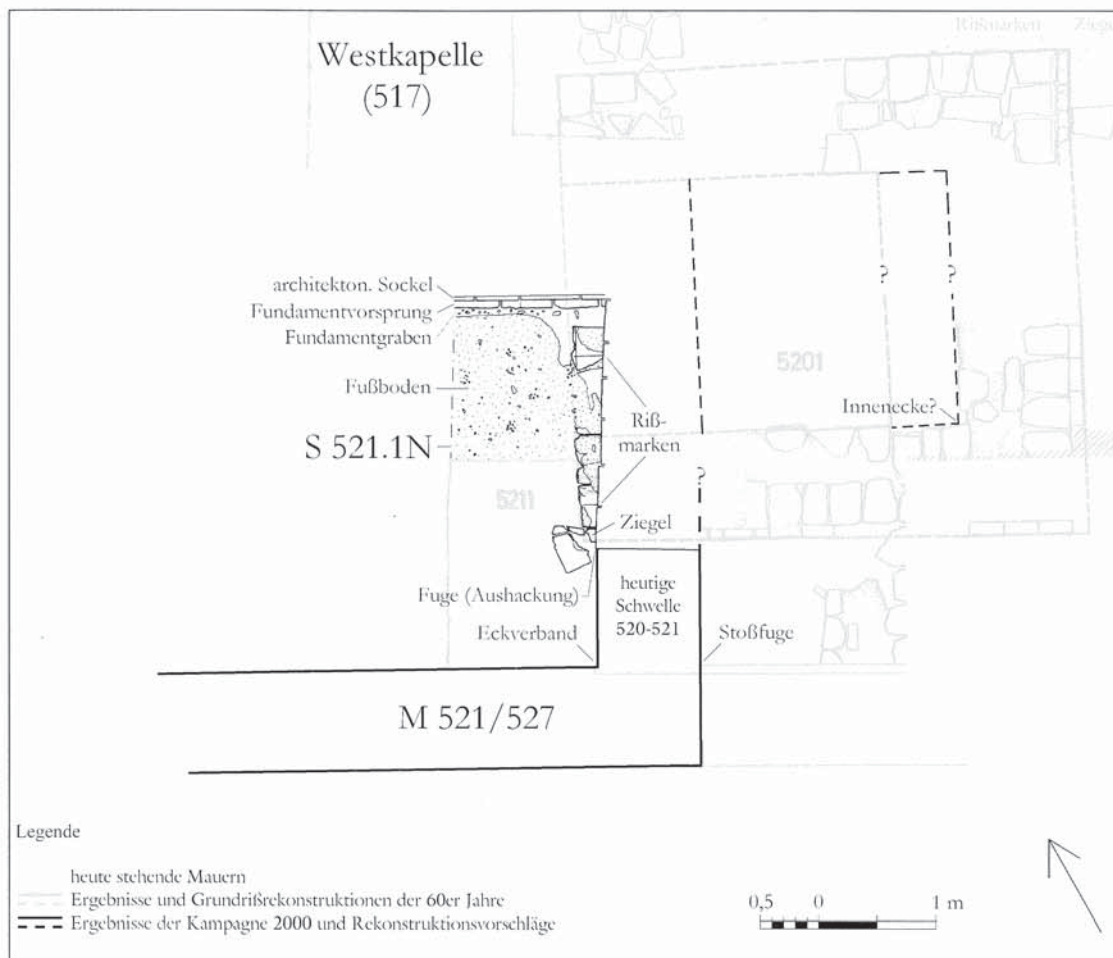 Rißmarken Ziege
Westkapelle
(517)
architekton. Sockel
Fundamentvorsprung
Fundamentgraben
Fußboden
S 521.1N
5211
5201
?
?
Innenecke?
Riß-
marken
?
Ziegel
Fuge (Aushackung)
heutige
Schwelle
520-521
Eckverband
Stoßfuge
M 521/527
Legende
heute stehende Mauern
Ergebnisse und Grundrißrekonstruktionen der 60er Jahre
Ergebnisse der Kampagne 2000 und Rekonstruktionsvorschläge
0,5 0 1 m